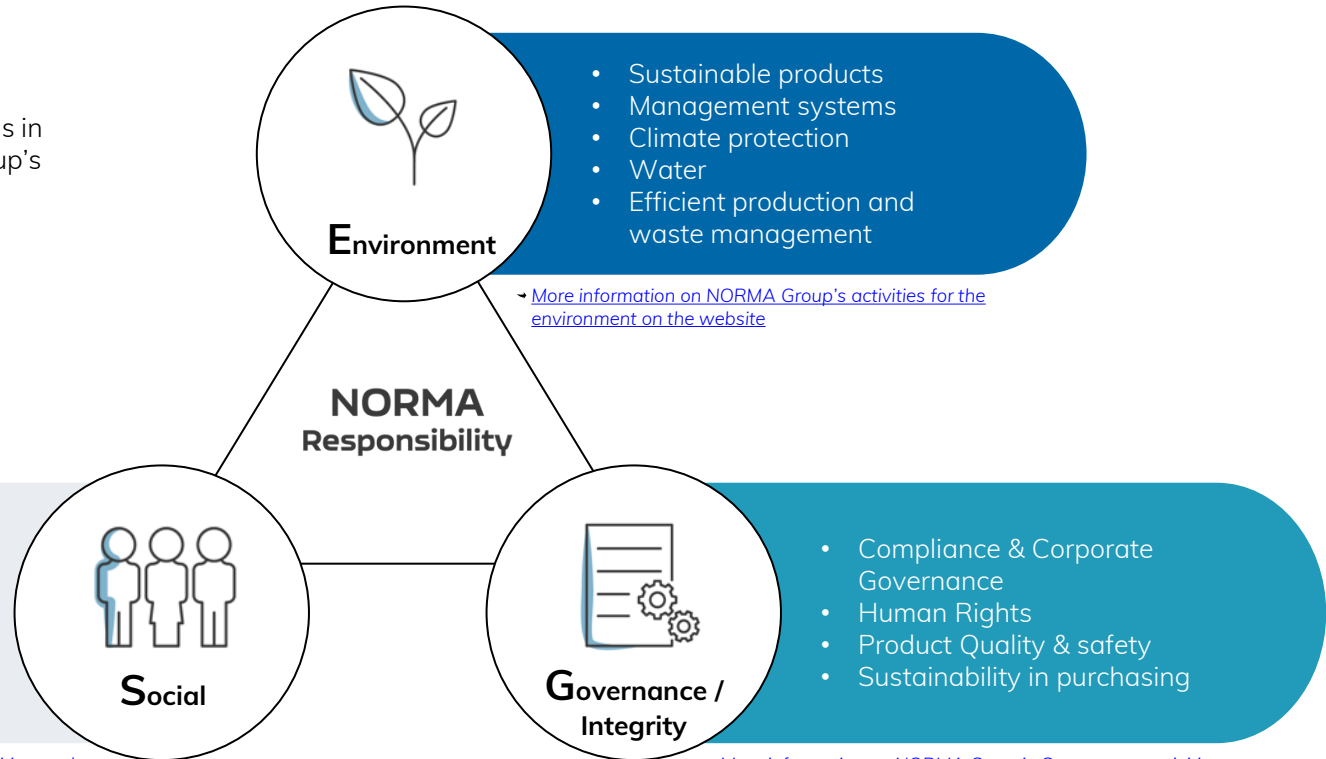 s in
up's
• Sustainable products
• Management systems
• Climate protection
• Water
• Efficient production and
waste management
Environment
More information on NORMA Group's activities for the
environment on the website
NORMA
Responsibility
Social
Governance /
Integrity
• Compliance & Corporate
Governance
• Human Rights
• Product Quality & safety
• Sustainability in purchasing